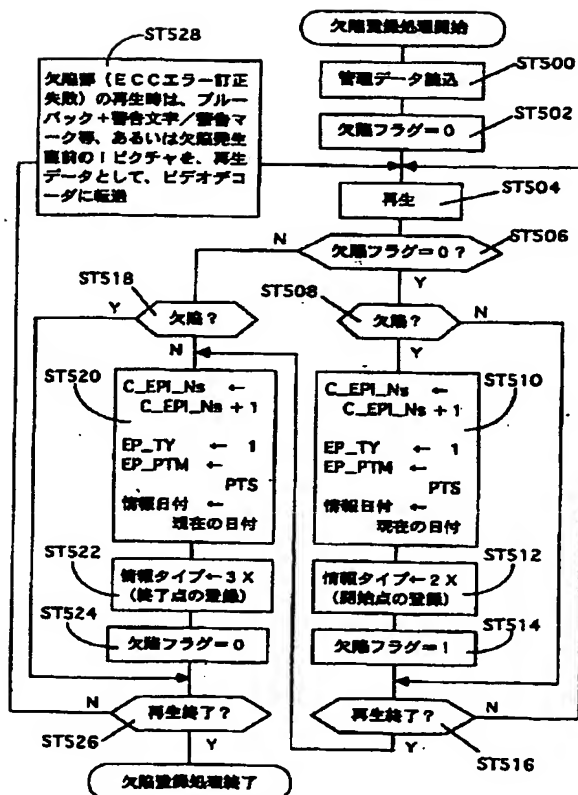 ST528
欠陥部（ECCエラー訂正
失敗）の再生時は、ブルー
バック＋警告文字／警告マ
ーク等、あるいは欠陥発生
直前のIピクチャを、再生
データとして、ビデオデコ
ーダに転送
欠陥登録処理開始
管理データ読込
ST500
欠陥フラグ＝0
ST502
再生
ST504
欠陥フラグ＝0？
ST506
N
Y
ST518
欠陥？
Y
N
ST508
欠陥？
N
Y
ST520
C_EPI_Ns ←
C_EPI_Ns + 1
EP_TY ← 1
EP_PTM ←
PTS
情報日付 ←
現在の日付
ST510
C_EPI_Ns ←
C_EPI_Ns + 1
EP_TY ← 1
EP_PTM ←
PTS
情報日付 ←
現在の日付
ST522
情報タイプ←3X
（終了点の登録）
ST512
情報タイプ←2X
（開始点の登録）
ST524
欠陥フラグ＝0
ST514
欠陥フラグ＝1
N
再生終了？
ST526
Y
再生終了？
N
Y
ST516
欠陥登録処理終了